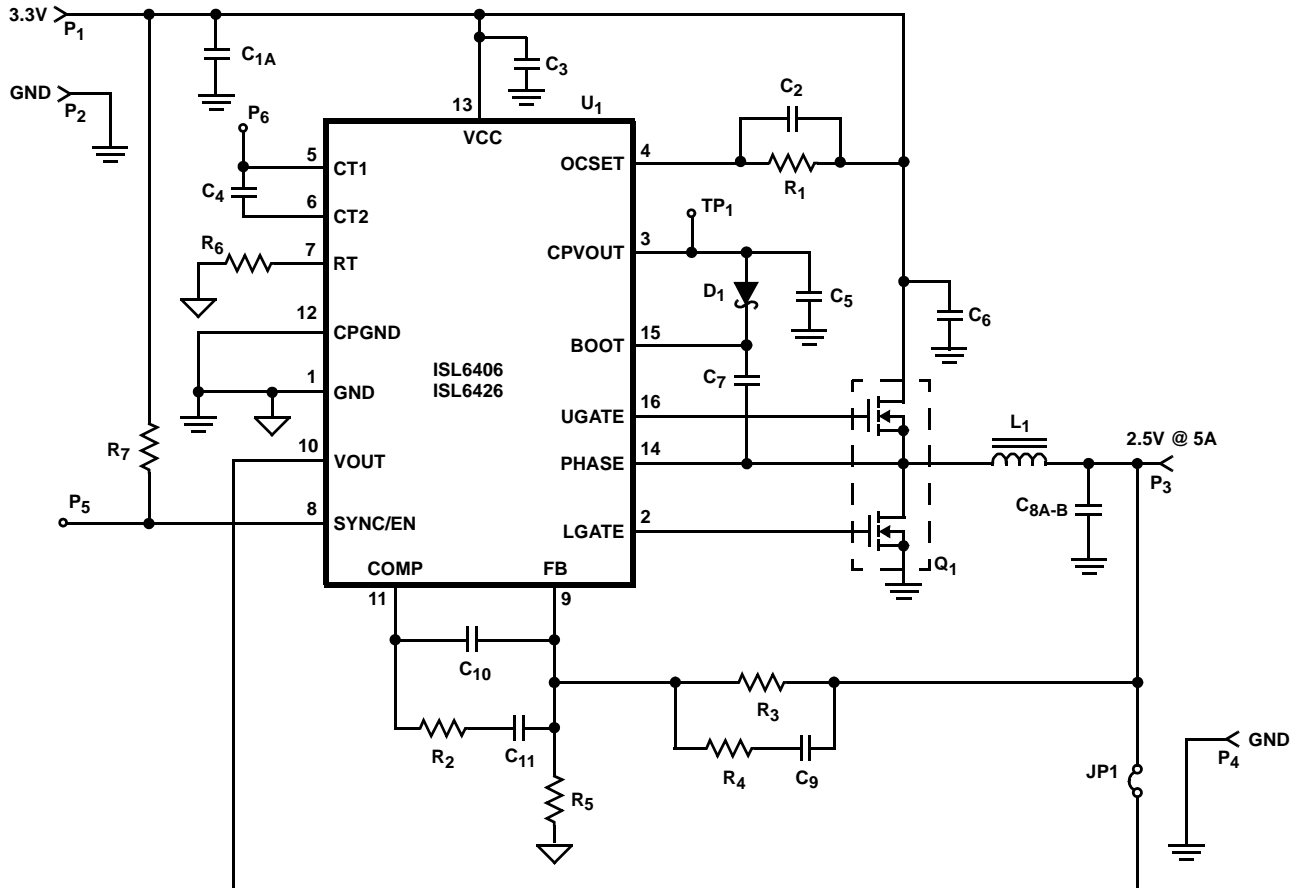 3.3V
P1
C1A
C3
GND
P2
P6
13
U1
C2
VCC
5
CT1
OCSET
4
R1
C4
6
CT2
TP1
R6
7
RT
CPVOUT
3
D1
C5
12
CPGND
C6
BOOT
15
ISL6406
ISL6426
C7
1
GND
UGATE
16
L1
2.5V @ 5A
R7
10
VOUT
PHASE
14
P3
P5
C8A-B
8
SYNC/EN
LGATE
2
Q1
COMP
FB
11
9
C10
R3
R2
C11
R4
C9
GND
P4
JP1
R5